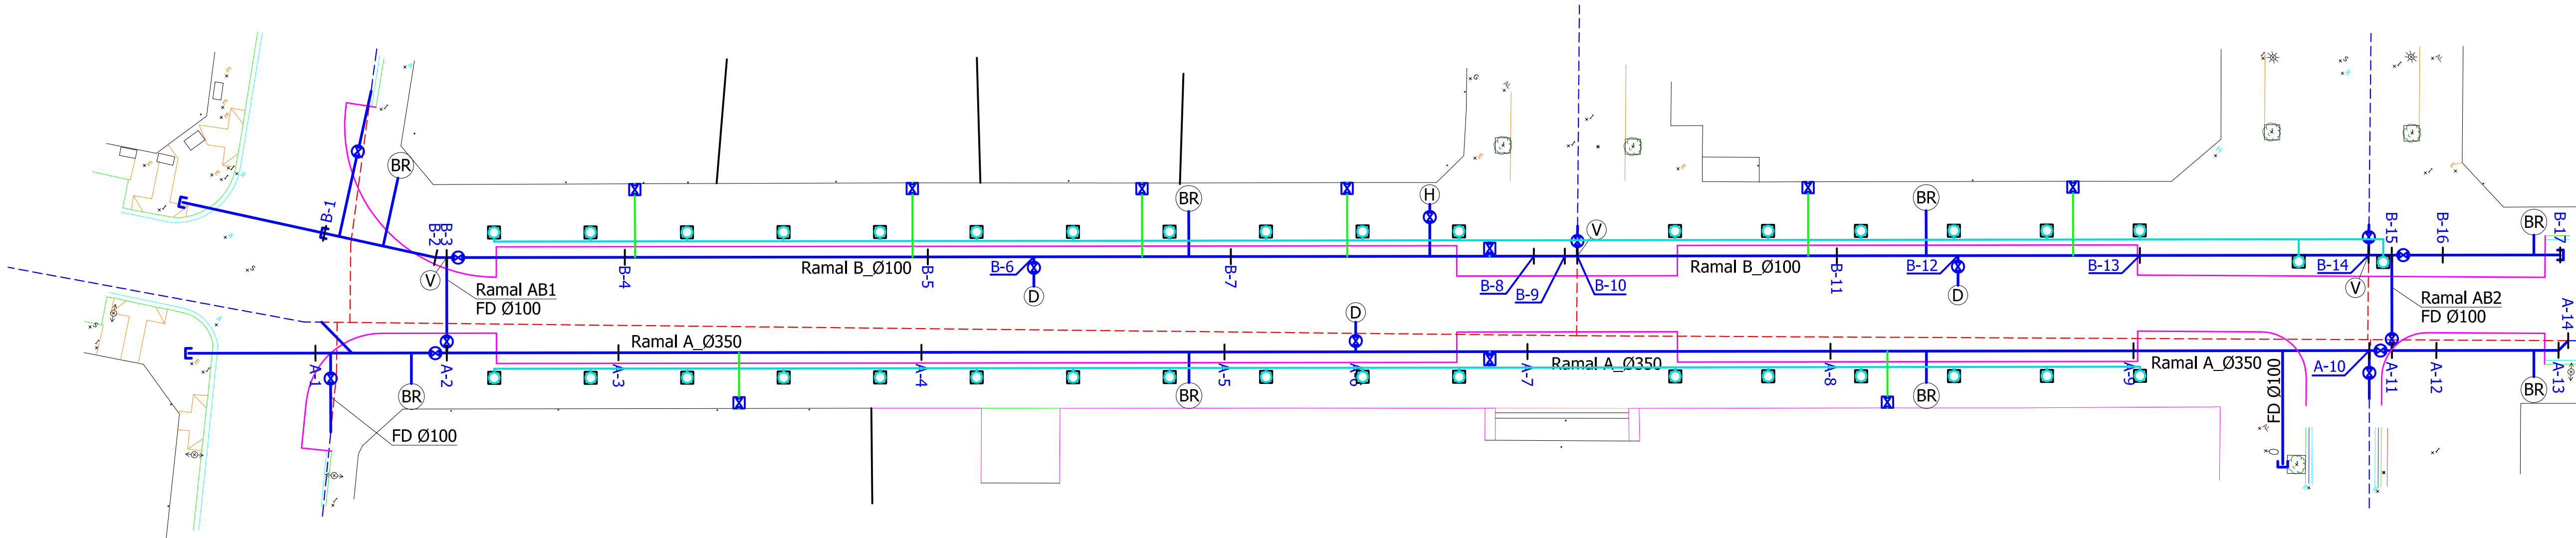 BR
B-1
B-2
B-3
V
Ramal AB1
FD Ø100
B-4
Ramal B_Ø100
B-5
B-6
D
BR
B-7
H
B-8
B-9
V
B-10
Ramal B_Ø100
B-11
BR
B-12
D
B-13
B-14
V
B-15
B-16
BR
B-17
Ramal AB2
FD Ø100
A-14
A-1
FD Ø100
BR
A-2
A-3
Ramal A_Ø350
A-4
BR
A-5
D
A-6
A-7
Ramal A_Ø350
A-8
BR
A-9
Ramal A_Ø350
FD Ø100
A-10
A-11
A-12
BR
A-13